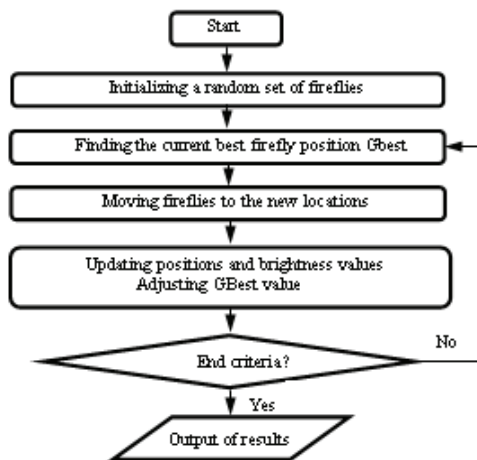 Start
Initializing a random set of fireflies
Finding the current best firefly position Gbest
Moving fireflies to the new locations
Updating positions and brightness values
Adjusting GBest value
End criteria?
No
Yes
Output of results